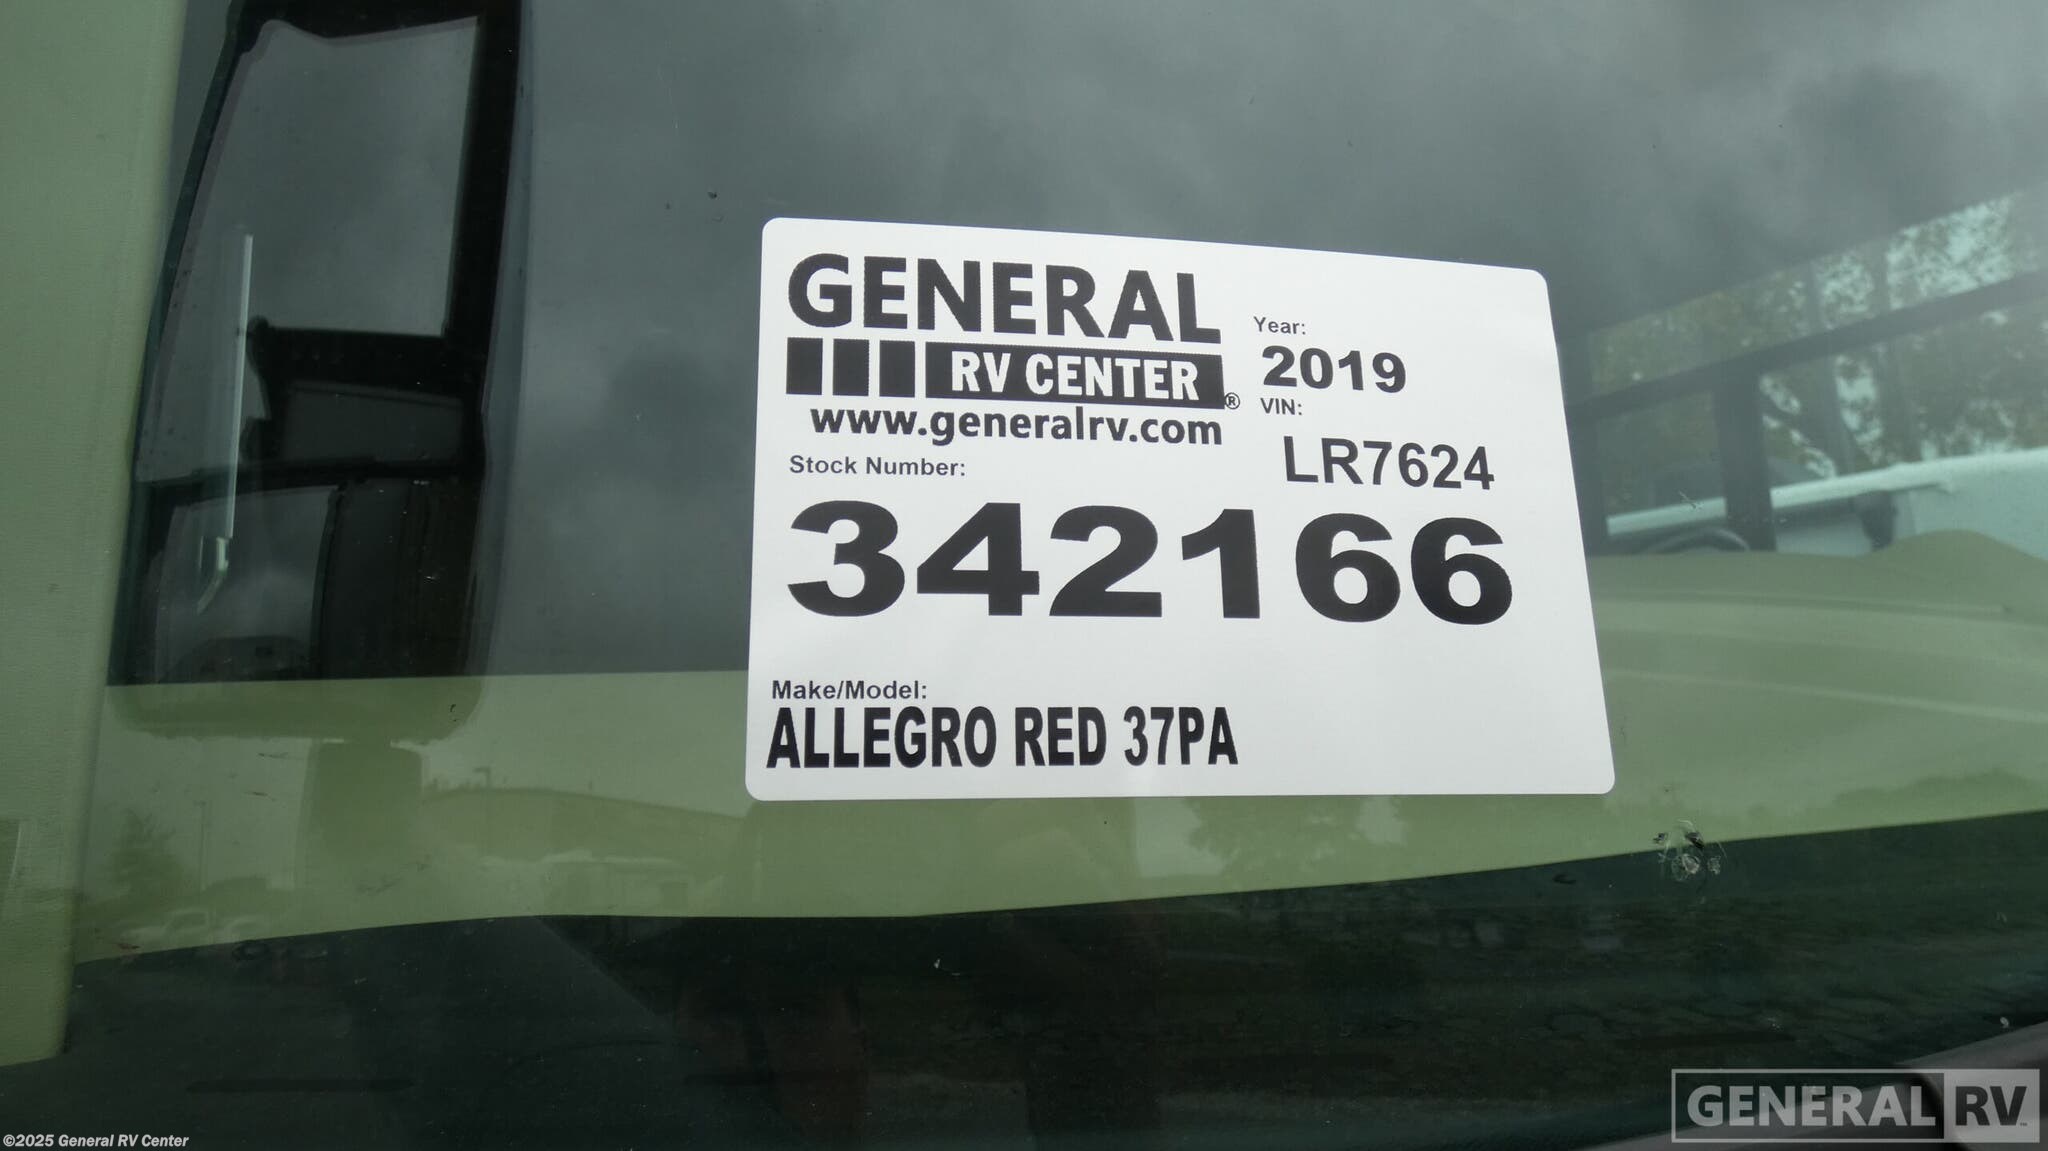 GENERAL
RV CENTER®
www.generalrv.com
Year:
2019
VIN:
LR7624
Stock Number:
342166
Make/Model:
ALLEGRO RED 37PA
GENERAL RV™
©2025 General RV Center